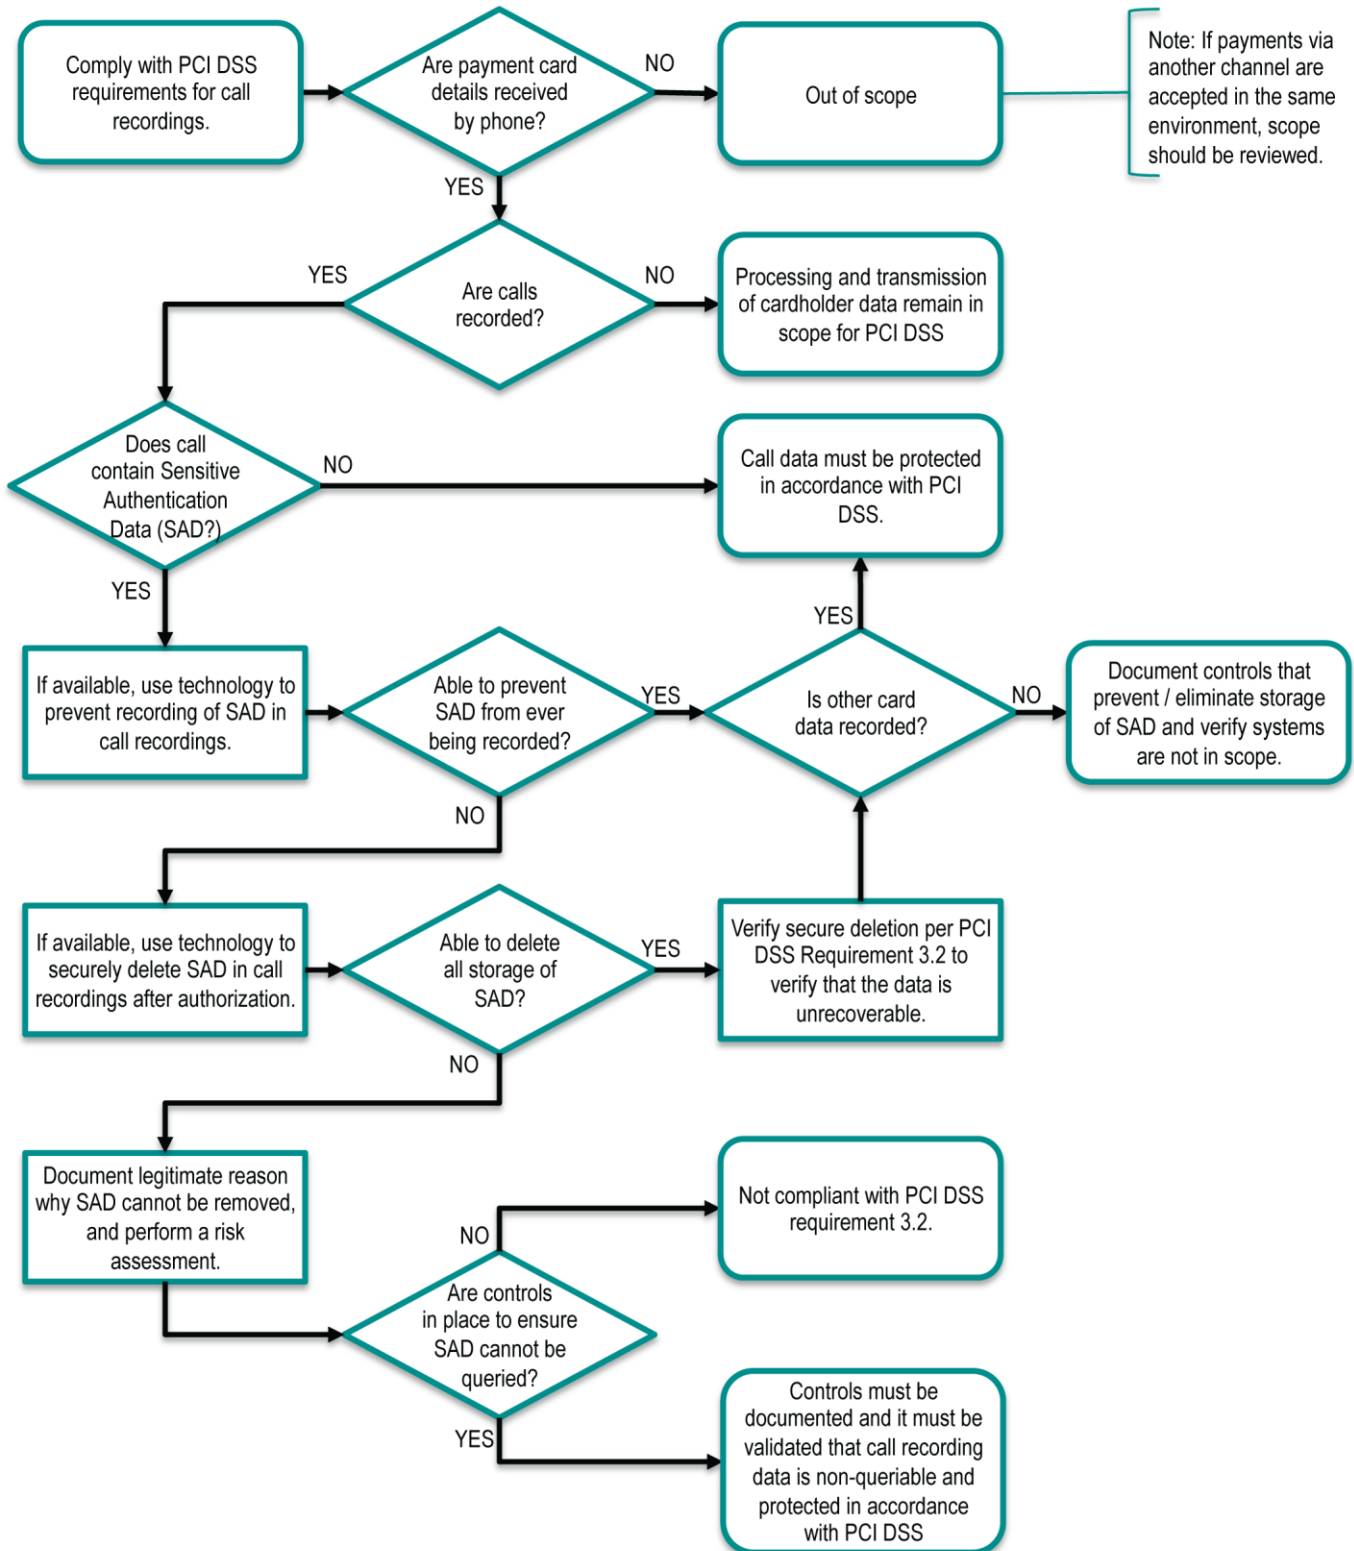 Comply with PCI DSS
requirements for call
recordings.
Are payment card
details received
by phone?
NO
Out of scope
Note: If payments via
another channel are
accepted in the same
environment, scope
should be reviewed.
YES
Are calls
recorded?
YES
NO
Processing and transmission
of cardholder data remain in
scope for PCI DSS
Does call
contain Sensitive
Authentication
Data (SAD?)
NO
Call data must be protected
in accordance with PCI
DSS.
YES
YES
If available, use technology to
prevent recording of SAD in
call recordings.
Able to prevent
SAD from ever
being recorded?
YES
Is other card
data recorded?
NO
Document controls that
prevent / eliminate storage
of SAD and verify systems
are not in scope.
NO
If available, use technology to
securely delete SAD in call
recordings after authorization.
Able to delete
all storage of
SAD?
YES
Verify secure deletion per PCI
DSS Requirement 3.2 to
verify that the data is
unrecoverable.
NO
Document legitimate reason
why SAD cannot be removed,
and perform a risk
assessment.
NO
Not compliant with PCI DSS
requirement 3.2.
Are controls
in place to ensure
SAD cannot be
queried?
YES
Controls must be
documented and it must be
validated that call recording
data is non-queriable and
protected in accordance
with PCI DSS